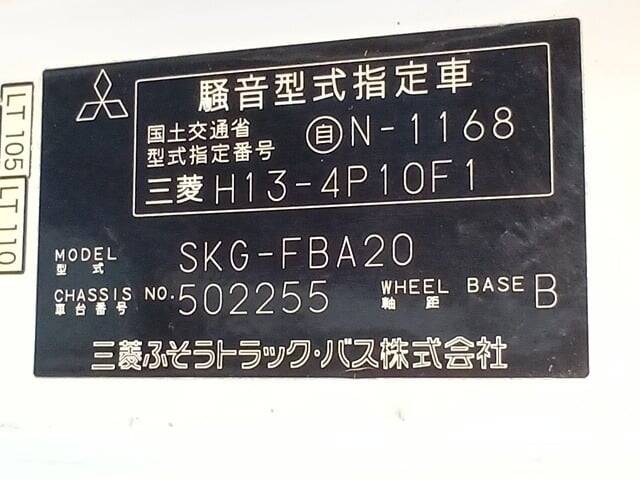 騒音型式指定車
国土交通省
型式指定番号
自 N-1168
三菱 H13-4P10F1
MODEL
型式
SKG-FBA20
CHASSIS NO.
車台番号
502255
WHEEL BASE
軸距
B
三菱ふそうトラック・バス株式会社
LT 105
LT 110